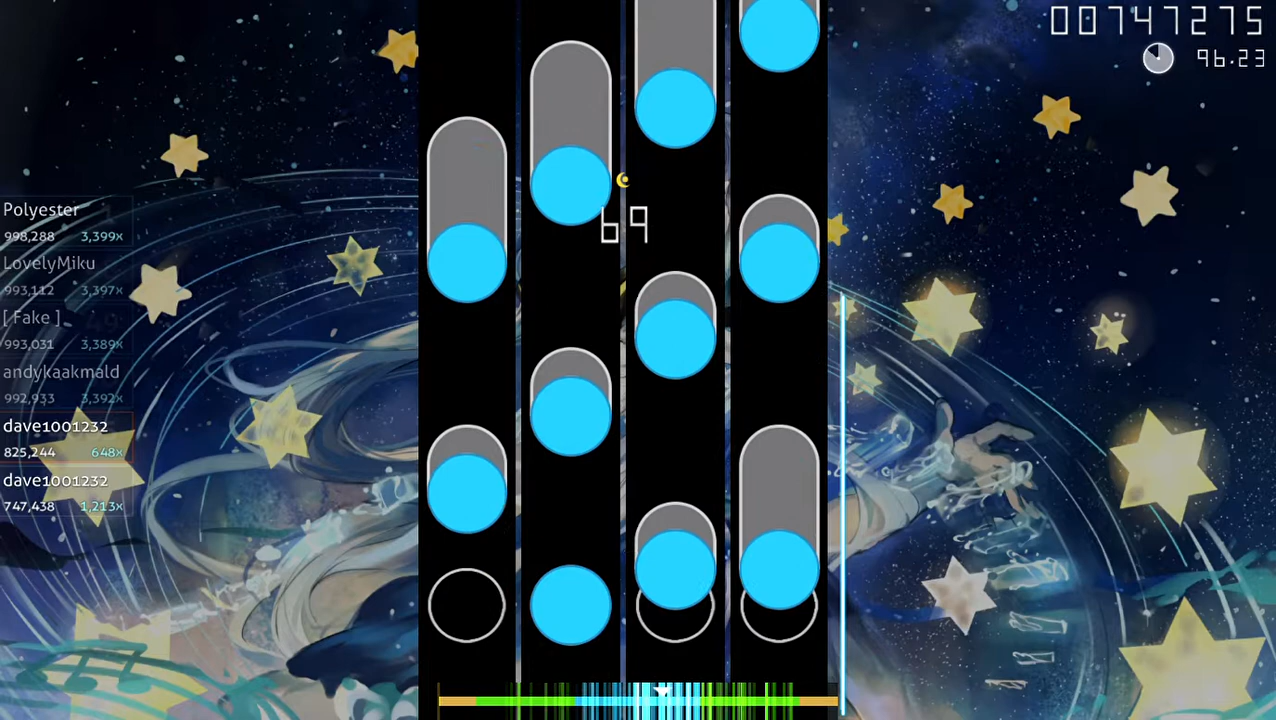 00747275
96.23
69
Polyester
998,288 3,399x
LovelyMiku
993,112 3,397x
[ Fake ]
993,031 3,389x
andykaakmald
992,933 3,392x
dave1001232
825,244 648x
dave1001232
747,438 1,213x